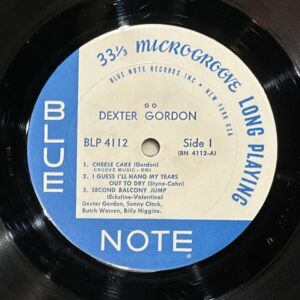 33 1/3 MICROGROOVE LONG PLAYING
BLUE NOTE RECORDS INC • NEW YORK USA
GO
DEXTER GORDON
BLP 4112
Side 1
(BN 4112-A)
1. CHEESE CAKE (Gordon)
GROOVE MUSIC - BMI
2. I GUESS I'LL HANG MY TEARS
OUT TO DRY (Styne-Cahn)
3. SECOND BALCONY JUMP
(Eckstine-Valentine)
Dexter Gordon, Sonny Clark,
Butch Warren, Billy Higgins.
BLUE
NOTE